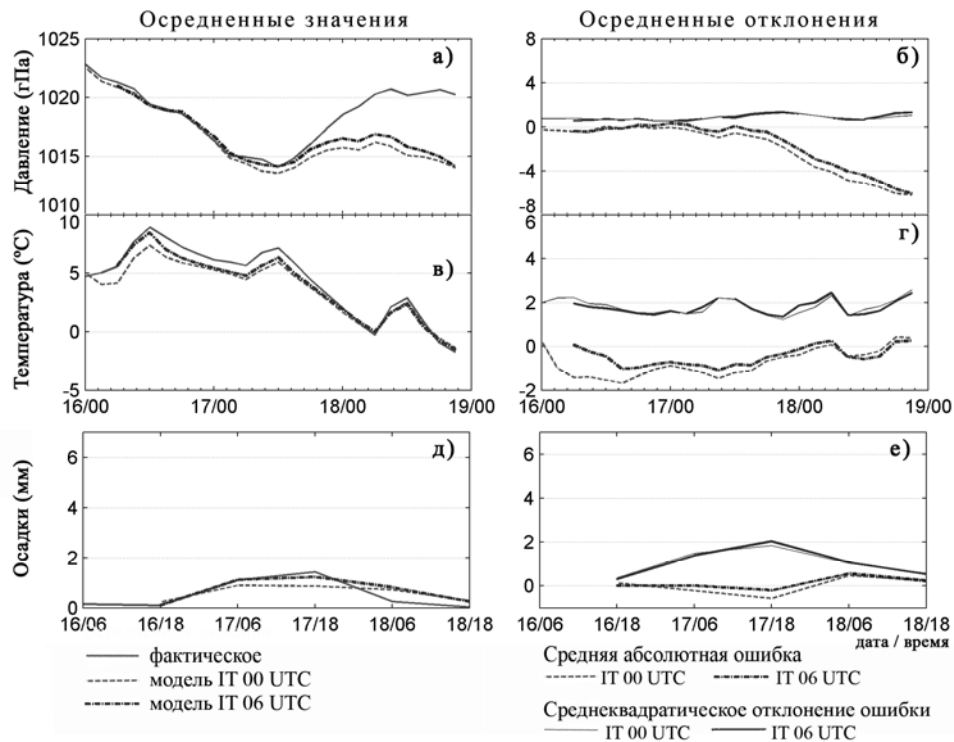 Осредненные значения
Осредненные отклонения
Давление (гПа)
1025
1020
1015
1010
а)
8
4
0
-4
-8
б)
Температура (ºC)
10
5
0
-5
в)
16/00 17/00 18/00 19/00
4
2
0
-2
г)
16/00 17/00 18/00 19/00
Осадки (мм)
6
4
2
0
д)
16/06 16/18 17/06 17/18 18/06 18/18
6
4
2
0
е)
16/06 16/18 17/06 17/18 18/06 18/18
дата / время
фактическое
модель IT 00 UTC
модель IT 06 UTC
Средняя абсолютная ошибка
IT 00 UTC IT 06 UTC
Среднеквадратическое отклонение ошибки
IT 00 UTC IT 06 UTC